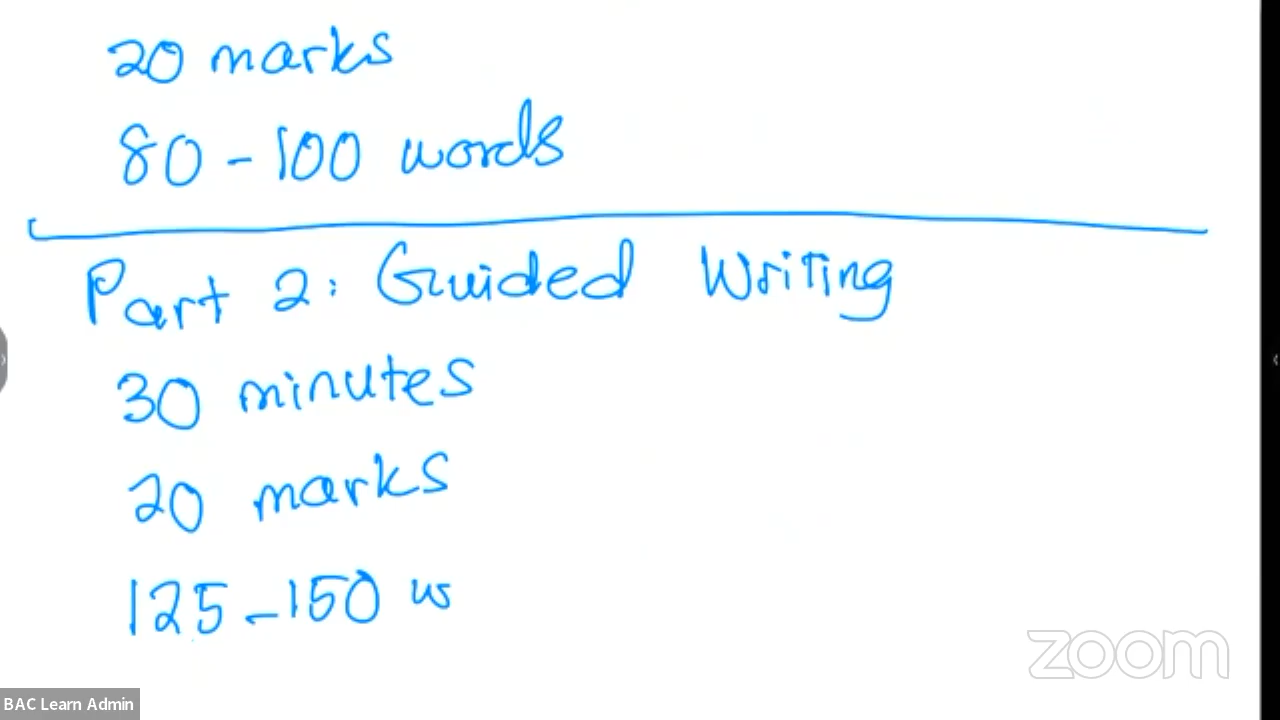 20 marks
80 - 100 words
Part 2: Guided Writing
30 minutes
20 marks
125 - 150 w
zoom
BAC Learn Admin